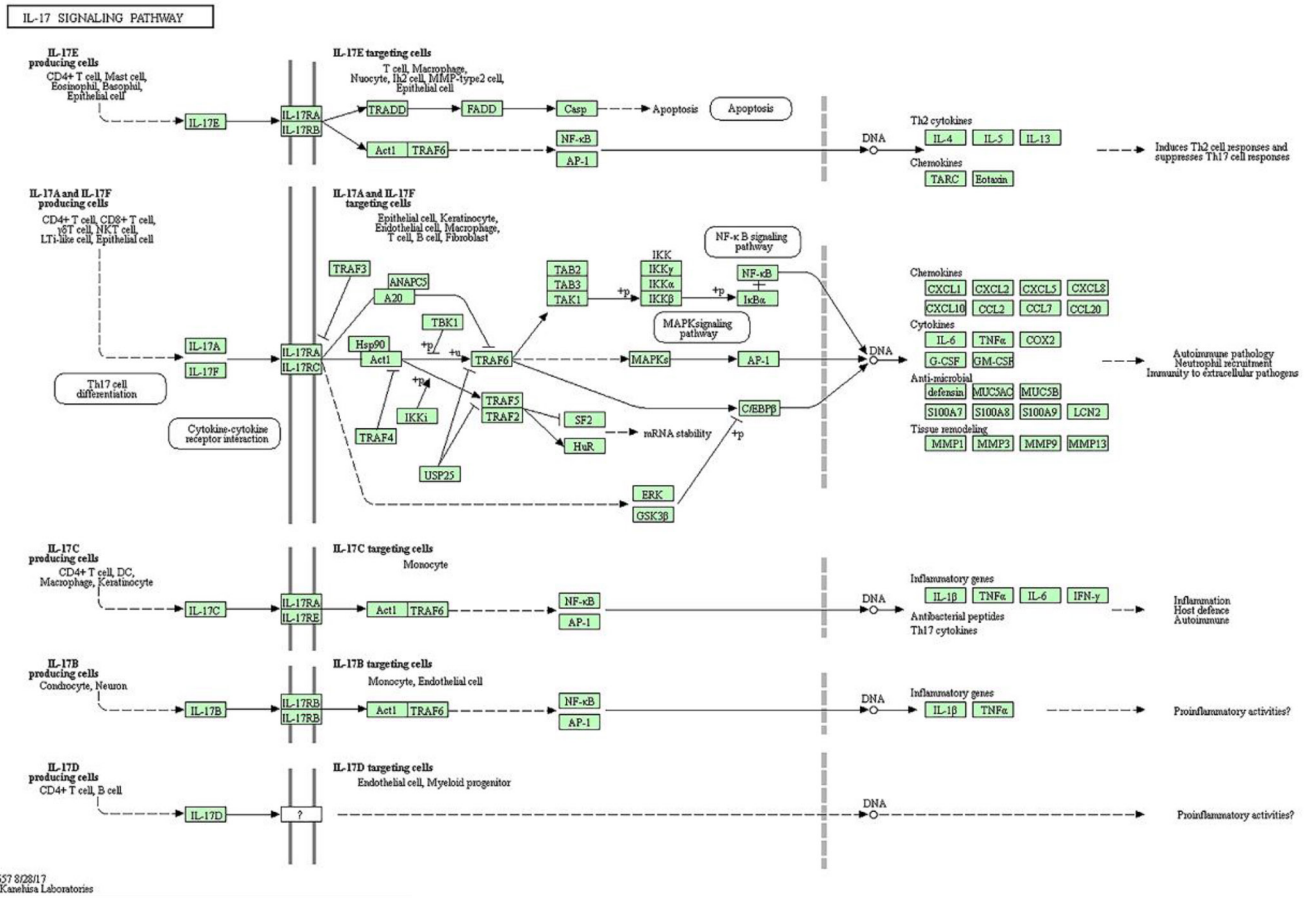 IL-17 SIGNALING PATHWAY
IL-17E
producing cells
CD4+ T cell, Mast cell,
Eosinophil, Basophil,
Epithelial cell
IL-17E
IL-17RA
IL-17RB
IL-17E targeting cells
T cell, Macrophage,
Nuocyte, Ih2 cell, MMP-type2 cell,
Epithelial cell
TRADD
FADD
Casp
Apoptosis
Apoptosis
Act1
TRAF6
NF-κB
AP-1
DNA
Th2 cytokines
IL-4
IL-5
IL-13
Chemokines
TARC
Eotaxin
Induces Th2 cell responses and
suppresses Th17 cell responses
IL-17A and IL-17F
producing cells
CD4+ T cell, CD8+ T cell,
γδT cell, NKT cell,
LTi-like cell, Epithelial cell
IL-17A
IL-17F
Th17 cell
differentiation
Cytokine-cytokine
receptor interaction
IL-17RA
IL-17RC
IL-17A and IL-17F
targeting cells
Epithelial cell, Keratinocyte,
Endothelial cell, Macrophage,
T cell, B cell, Fibroblast
TRAF3
ANAPC5
A20
TBK1
Hsp90
Act1
+p
+u
TRAF6
+p
IKKi
TRAF4
USP25
TRAF5
TRAF2
SF2
HuR
mRNA stability
TAB2
TAB3
TAK1
+p
IKK
IKKγ
IKKα
IKKβ
+p
NF-κB signaling
pathway
NF-κB
IκBα
MAPK signaling
pathway
MAPKs
AP-1
C/EBPβ
+p
ERK
GSK3β
DNA
Chemokines
CXCL1
CXCL2
CXCL5
CXCL8
CXCL10
CCL2
CCL7
CCL20
Cytokines
IL-6
TNFα
COX2
G-CSF
GM-CSF
Anti-microbial
defensin
MUC5AC
MUC5B
S100A7
S100A8
S100A9
LCN2
Tissue remodeling
MMP1
MMP3
MMP9
MMP13
Autoimmune pathology
Neutrophil recruitment
Immunity to extracellular pathogens
IL-17C
producing cells
CD4+ T cell, DC,
Macrophage, Keratinocyte
IL-17C
IL-17RA
IL-17RE
IL-17C targeting cells
Monocyte
Act1
TRAF6
NF-κB
AP-1
DNA
Inflammatory genes
IL-1β
TNFα
IL-6
IFN-γ
Antibacterial peptides
Th17 cytokines
Inflammation
Host defence
Autoimmune
IL-17B
producing cells
Condrocyte, Neuron
IL-17B
IL-17RB
IL-17RB
IL-17B targeting cells
Monocyte, Endothelial cell
Act1
TRAF6
NF-κB
AP-1
DNA
Inflammatory genes
IL-1β
TNFα
Proinflammatory activities?
IL-17D
producing cells
CD4+ T cell, B cell
IL-17D
?
IL-17D targeting cells
Endothelial cell, Myeloid progenitor
DNA
Proinflammatory activities?
57 8/28/17
Kanehisa Laboratories